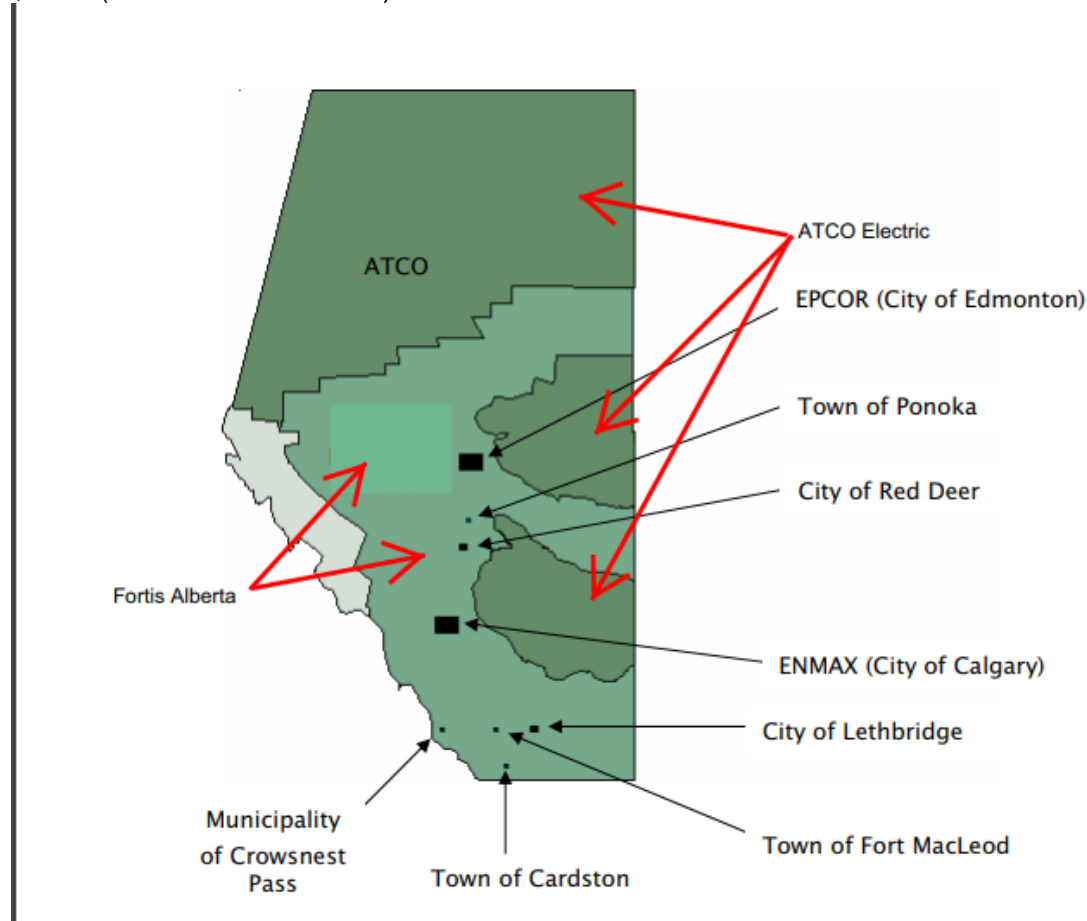 ATCO Electric
ATCO
EPCOR (City of Edmonton)
Town of Ponoka
City of Red Deer
Fortis Alberta
ENMAX (City of Calgary)
City of Lethbridge
Municipality
of Crowsnest
Pass
Town of Fort MacLeod
Town of Cardston